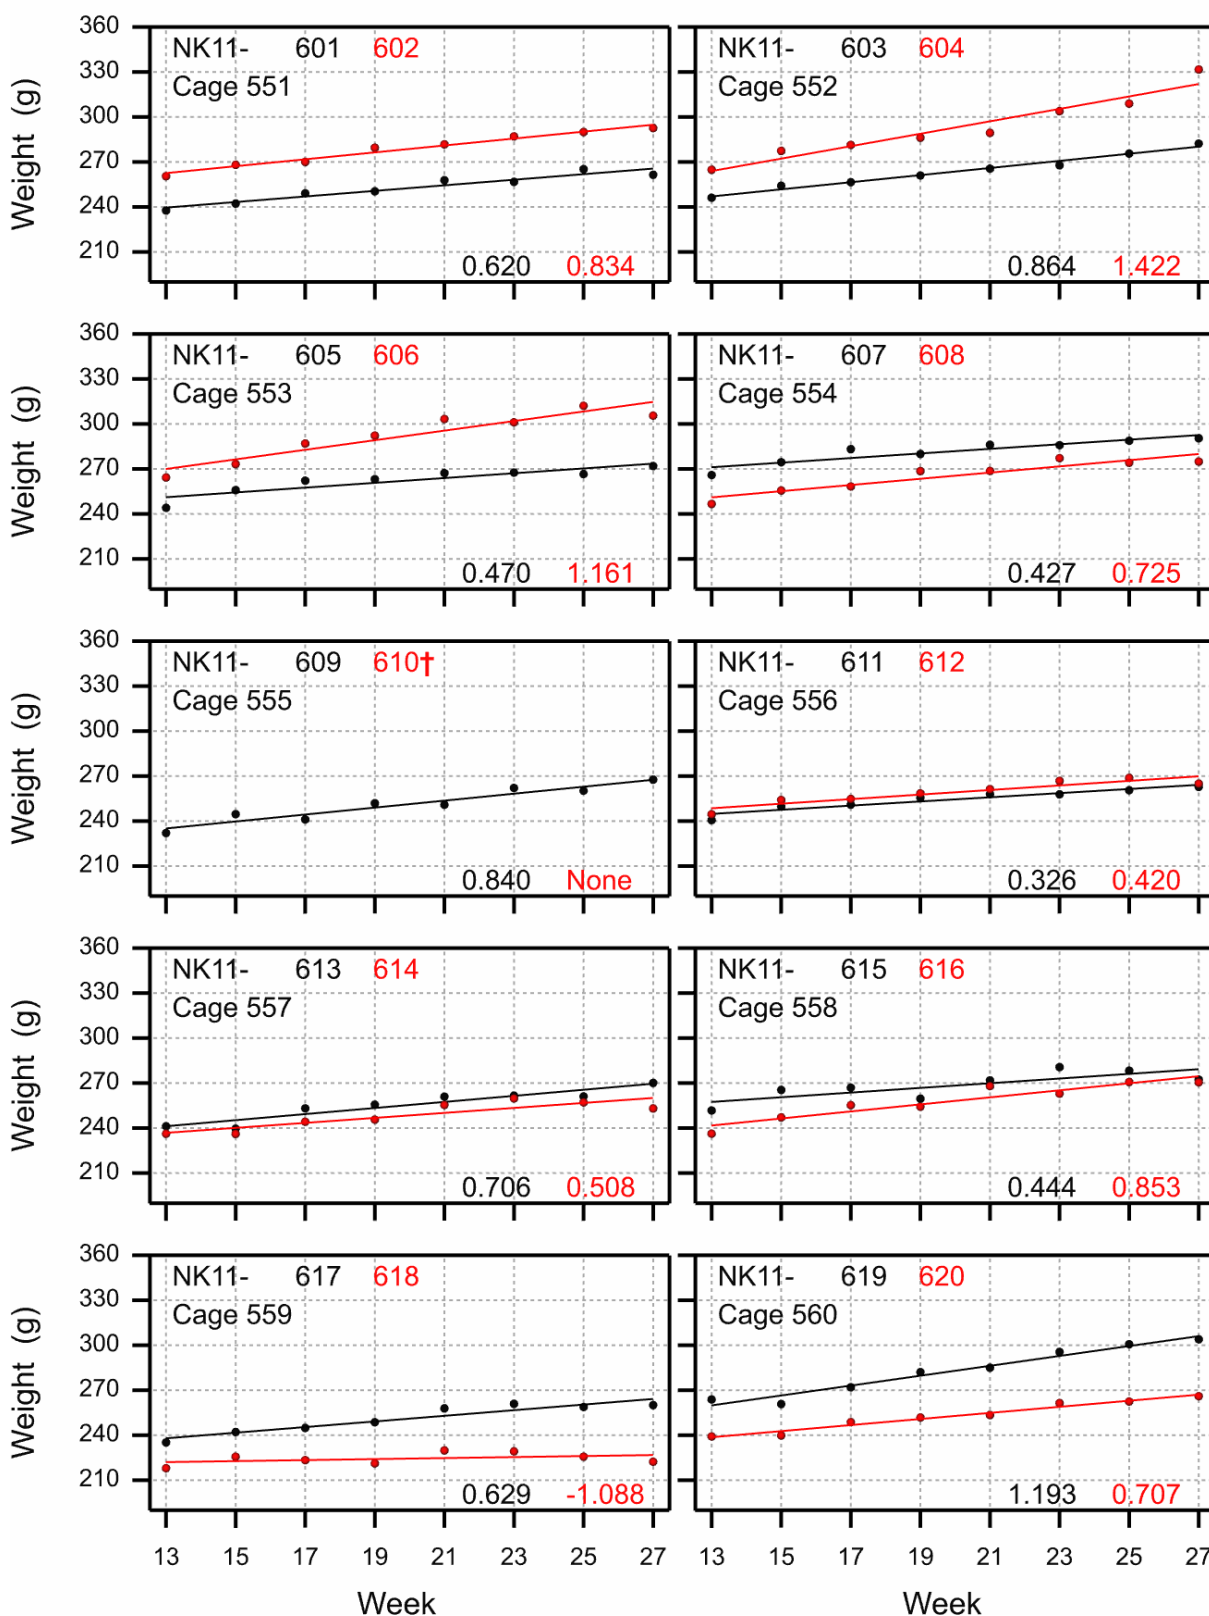 360
330
300
270
240
210
Weight (g)
NK11- 601 602
Cage 551
0.620 0.834
NK11- 603 604
Cage 552
0.864 1.422
360
330
300
270
240
210
Weight (g)
NK11- 605 606
Cage 553
0.470 1.161
NK11- 607 608
Cage 554
0.427 0.725
360
330
300
270
240
210
Weight (g)
NK11- 609 610†
Cage 555
0.840 None
NK11- 611 612
Cage 556
0.326 0.420
360
330
300
270
240
210
Weight (g)
NK11- 613 614
Cage 557
0.706 0.508
NK11- 615 616
Cage 558
0.444 0.853
360
330
300
270
240
210
Weight (g)
NK11- 617 618
Cage 559
0.629 -1.088
NK11- 619 620
Cage 560
1.193 0.707
13 15 17 19 21 23 25 27
13 15 17 19 21 23 25 27
Week
Week